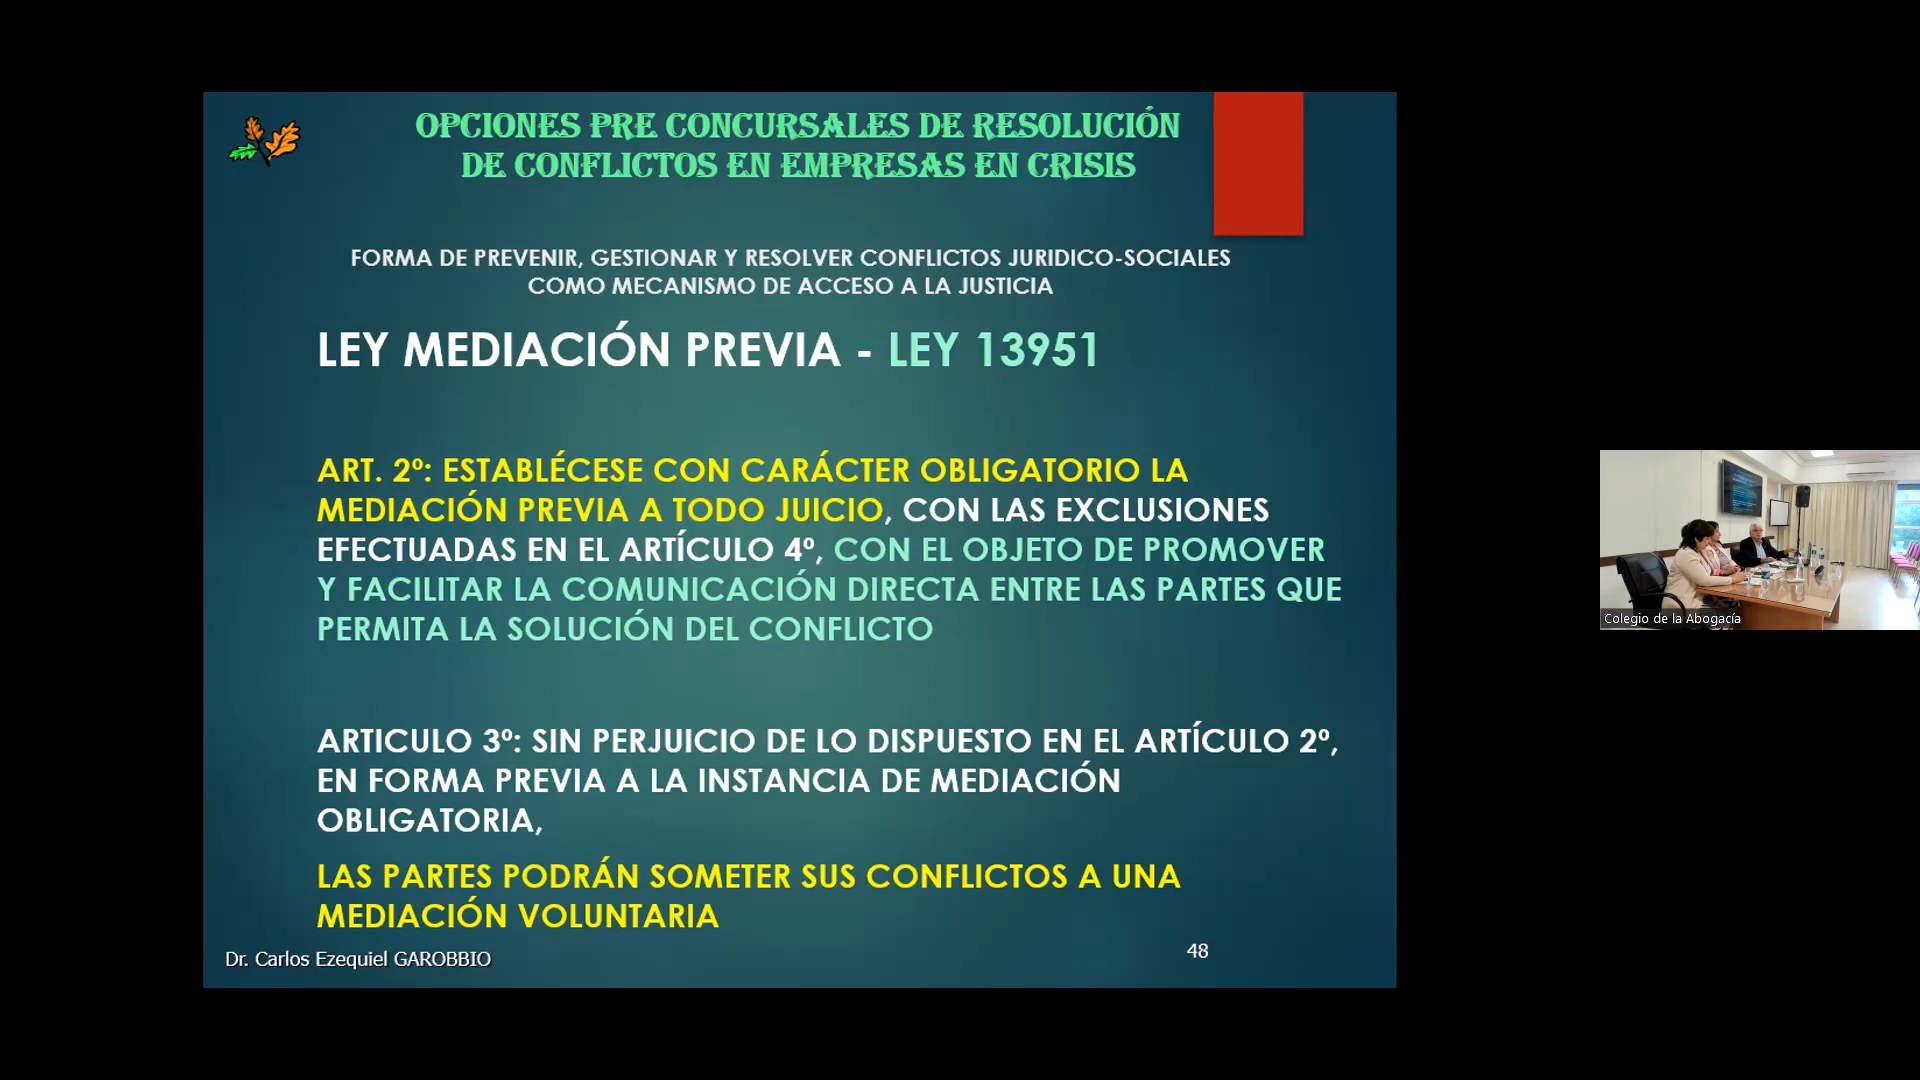 OPCIONES PRE CONCURSALES DE RESOLUCIÓN
DE CONFLICTOS EN EMPRESAS EN CRISIS
FORMA DE PREVENIR, GESTIONAR Y RESOLVER CONFLICTOS JURIDICO-SOCIALES
COMO MECANISMO DE ACCESO A LA JUSTICIA
LEY MEDIACIÓN PREVIA - LEY 13951
ART. 2º: ESTABLÉCESE CON CARÁCTER OBLIGATORIO LA
MEDIACIÓN PREVIA A TODO JUICIO, CON LAS EXCLUSIONES
EFECTUADAS EN EL ARTÍCULO 4º, CON EL OBJETO DE PROMOVER
Y FACILITAR LA COMUNICACIÓN DIRECTA ENTRE LAS PARTES QUE
PERMITA LA SOLUCIÓN DEL CONFLICTO
ARTICULO 3º: SIN PERJUICIO DE LO DISPUESTO EN EL ARTÍCULO 2º,
EN FORMA PREVIA A LA INSTANCIA DE MEDIACIÓN
OBLIGATORIA,
LAS PARTES PODRÁN SOMETER SUS CONFLICTOS A UNA
MEDIACIÓN VOLUNTARIA
Dr. Carlos Ezequiel GAROBBIO
48
Colegio de la Abogacía